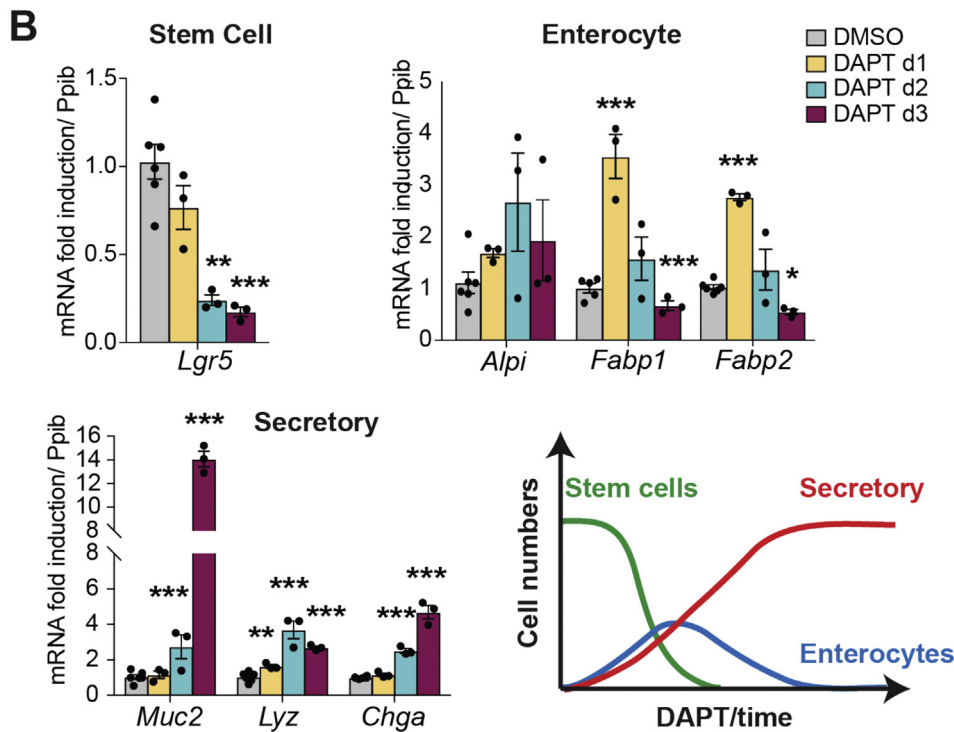 B
Stem Cell
mRNA fold induction/ Ppib
1.5
1.0
0.5
0.0
**
***
Lgr5
Enterocyte
mRNA fold induction/ Ppib
5
4
3
2
1
0
***
***
***
*
Alpi
Fabp1
Fabp2
DMSO
DAPT d1
DAPT d2
DAPT d3
Secretory
mRNA fold induction/ Ppib
16
14
12
10
8
8
6
4
2
0
***
***
**
***
***
***
***
Muc2
Lyz
Chga
Cell numbers
Stem cells
Secretory
Enterocytes
DAPT/time